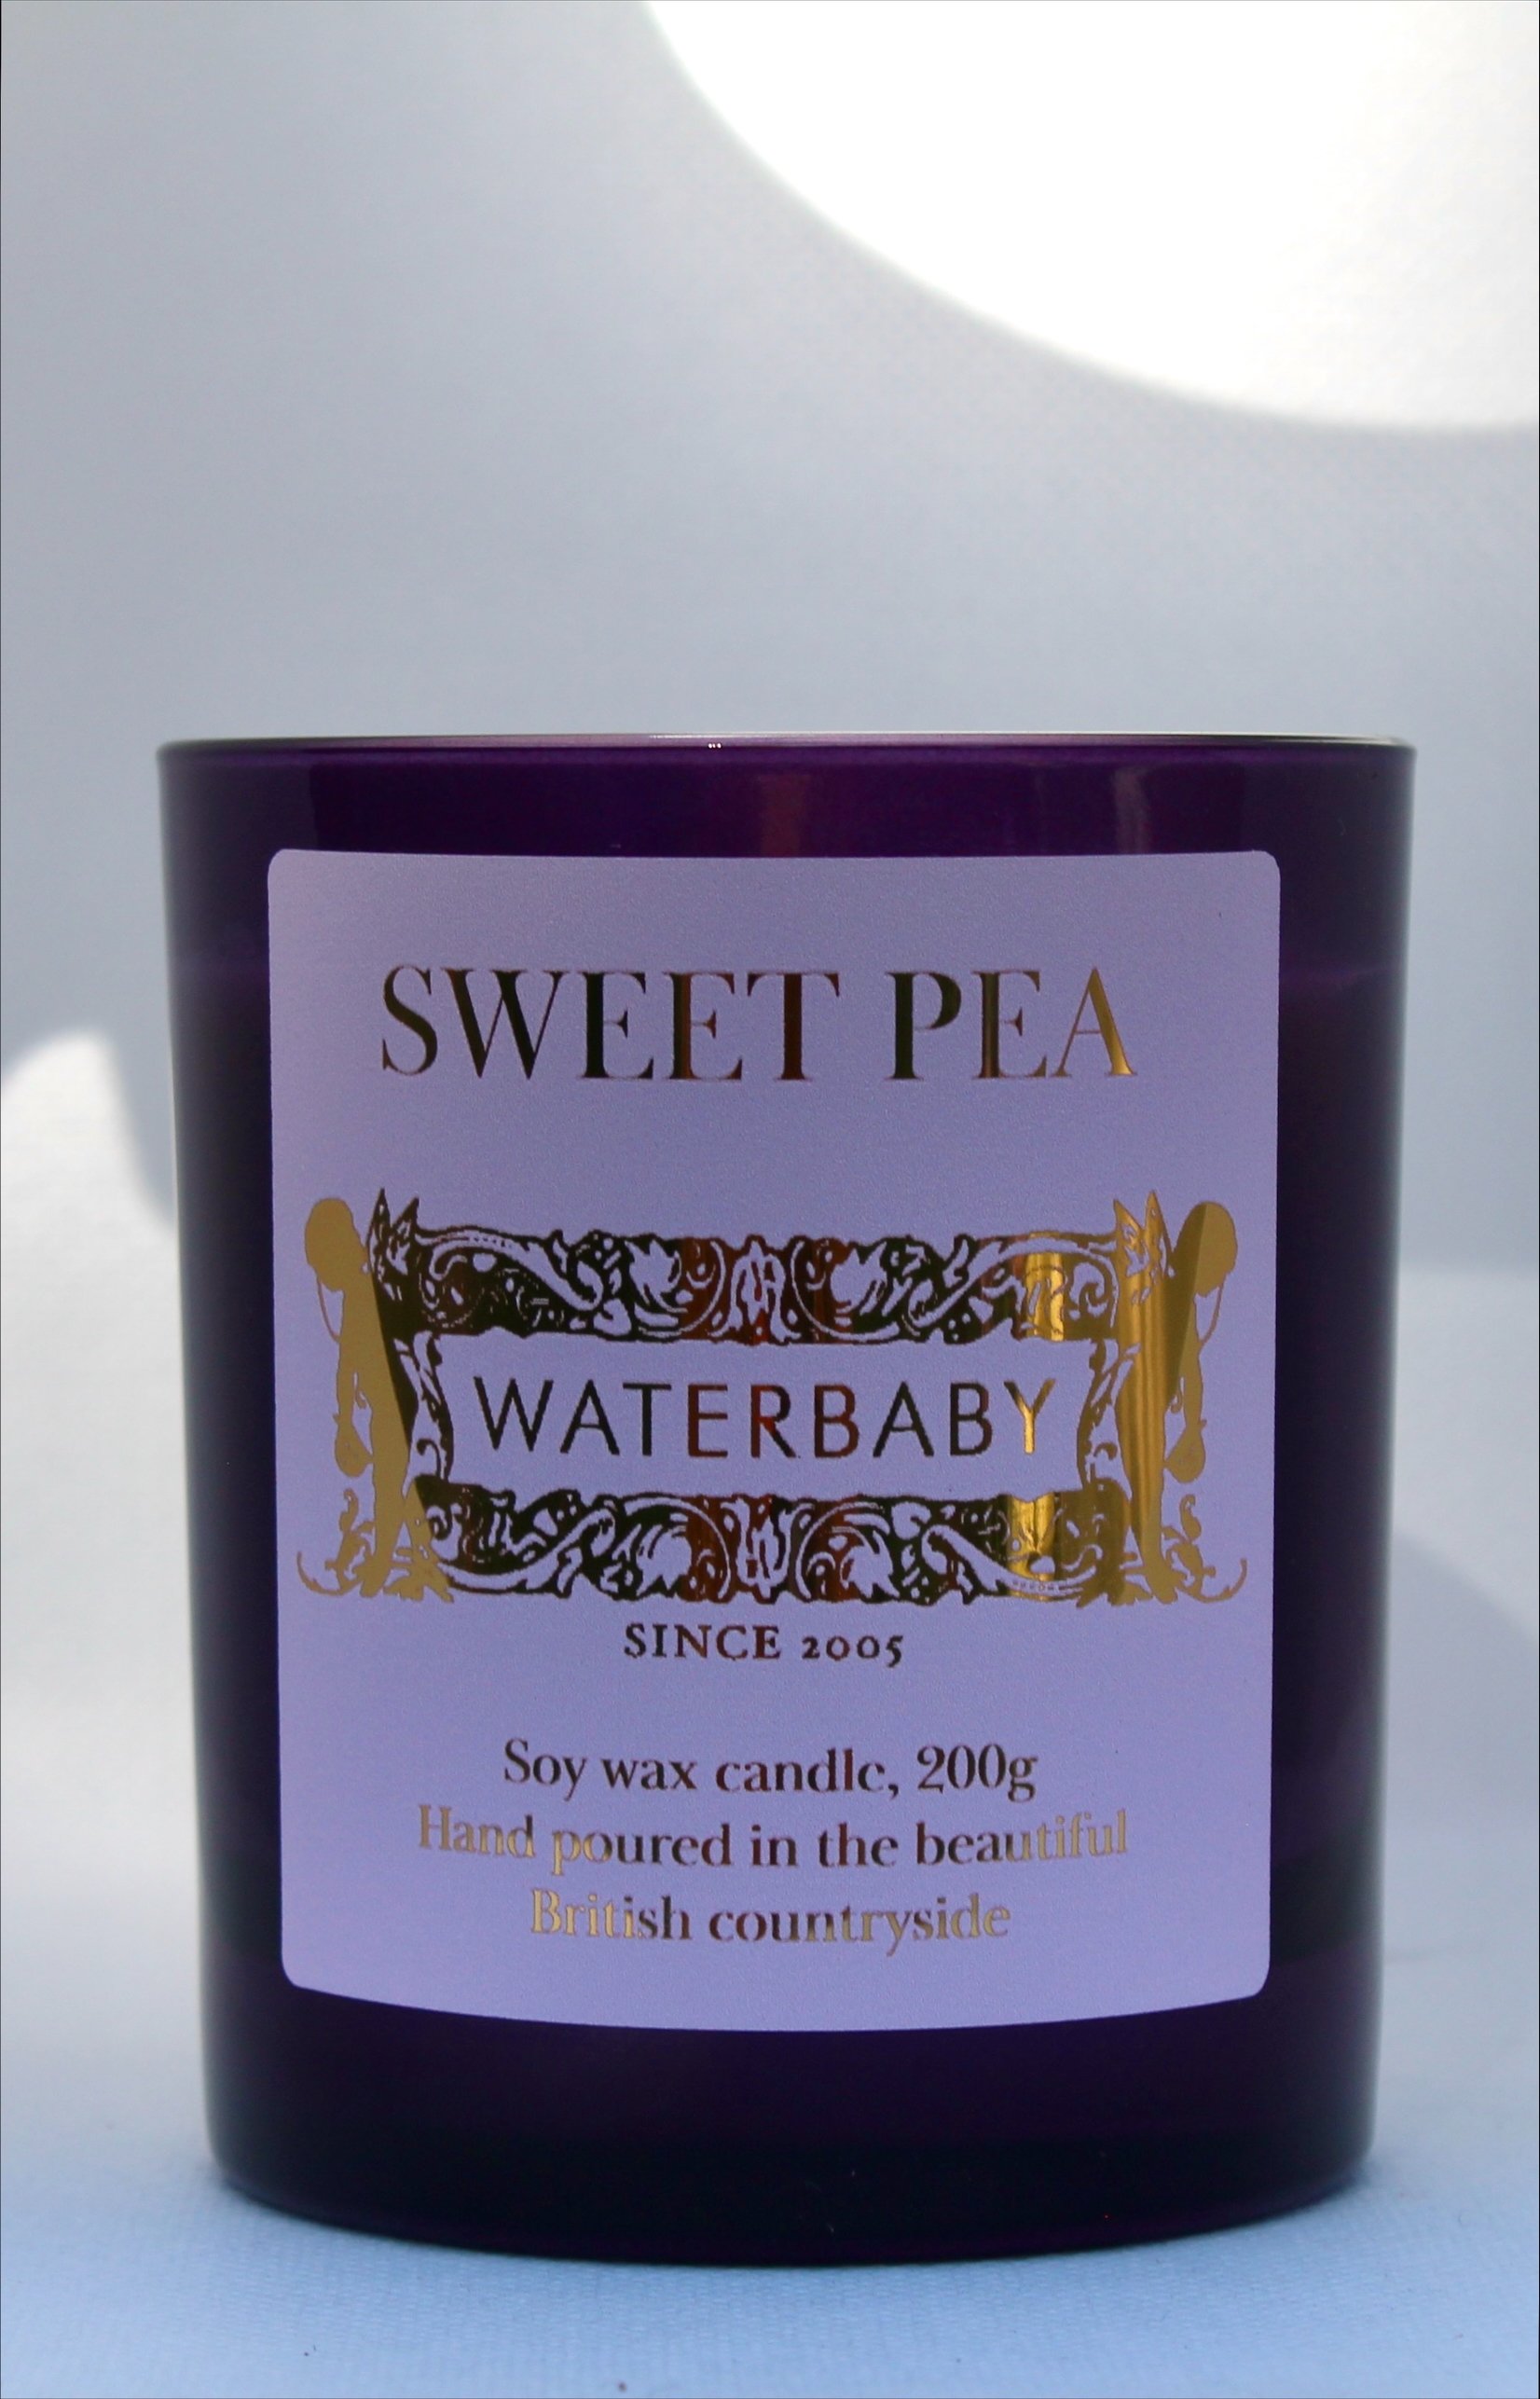 SWEET PEA
WATERBABY
SINCE 2005
Soy wax candle, 200g
Hand poured in the beautiful
British countryside